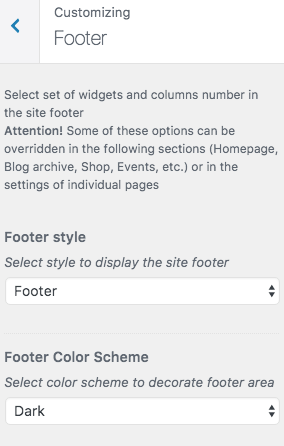 Customizing
Footer
Select set of widgets and columns number in
the site footer
Attention! Some of these options can be
overridden in the following sections (Homepage,
Blog archive, Shop, Events, etc.) or in the
settings of individual pages
Footer style
Select style to display the site footer
Footer
Footer Color Scheme
Select color scheme to decorate footer area
Dark